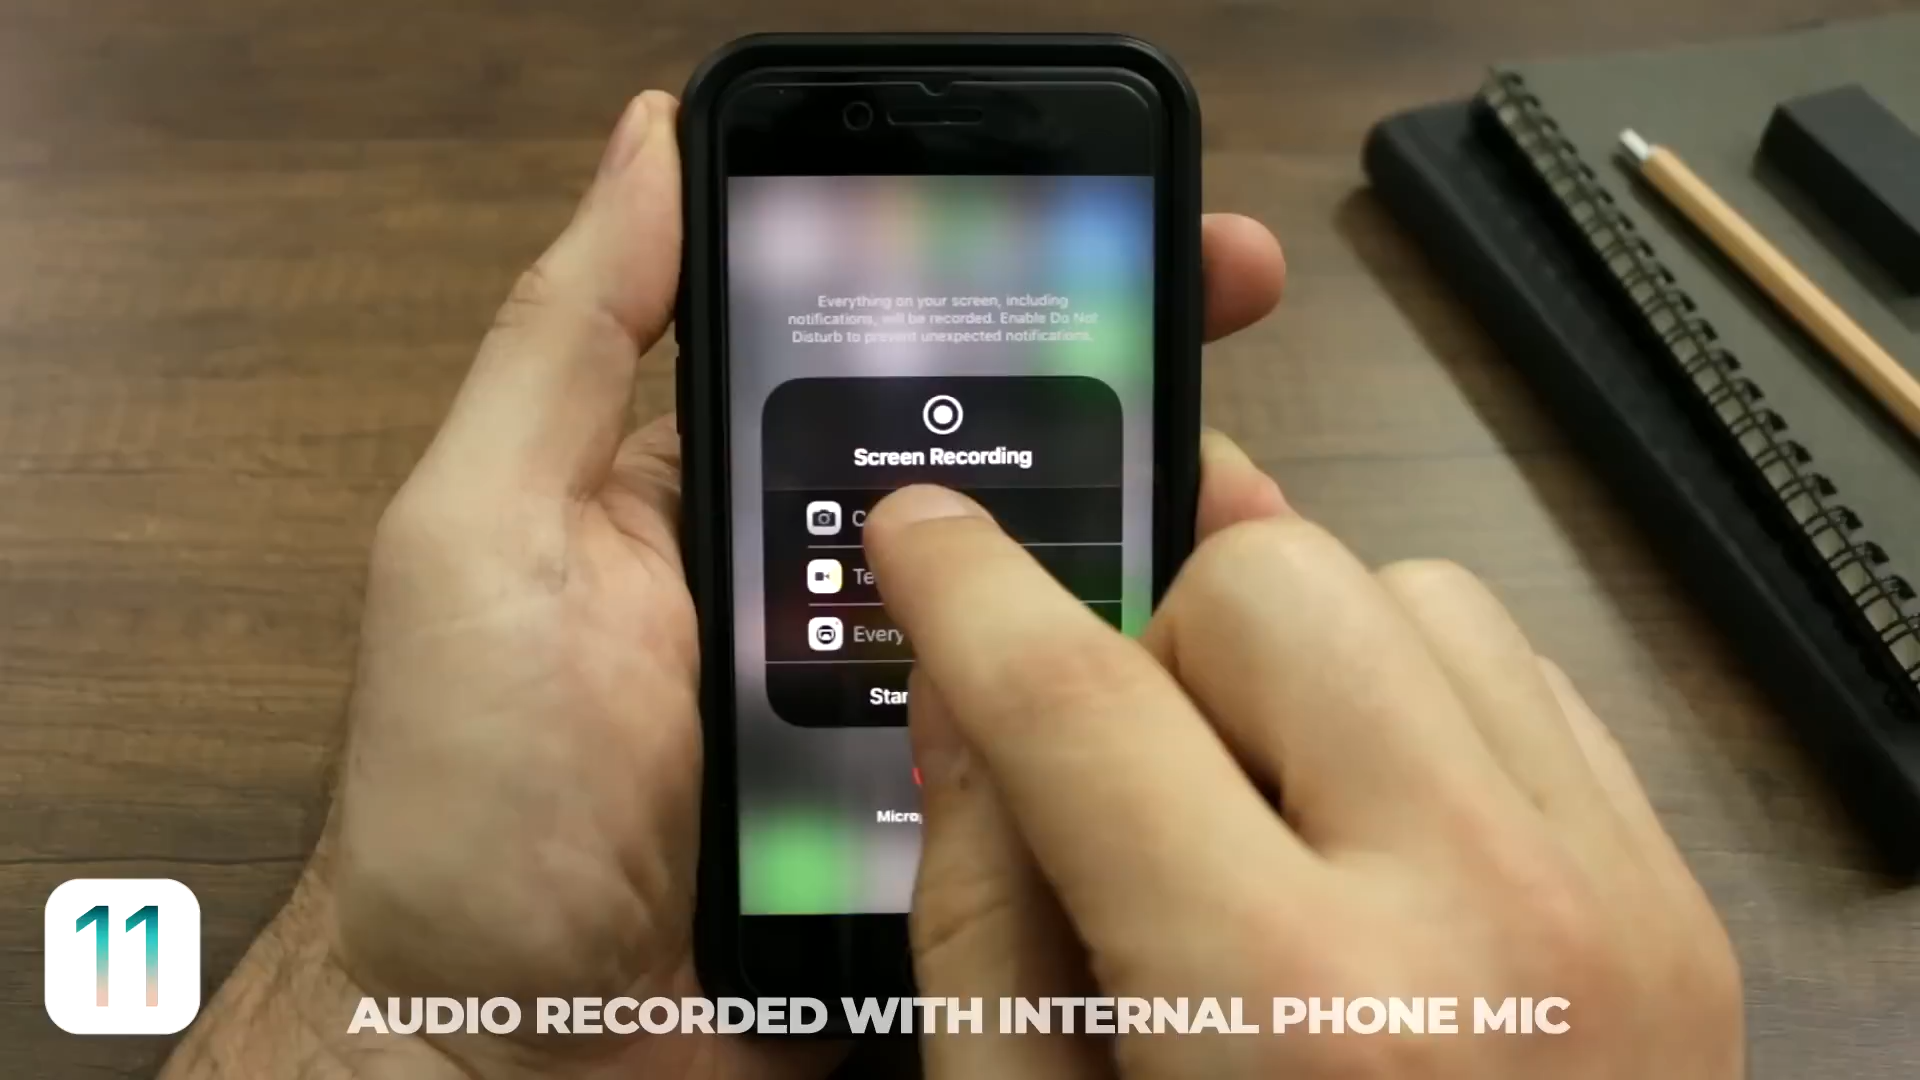 Everything on your screen, including
notifications, will be recorded. Enable Do Not
Disturb to prevent unexpected notifications.
Screen Recording
C
Te
Every
Star
Micro
11
AUDIO RECORDED WITH INTERNAL PHONE MIC